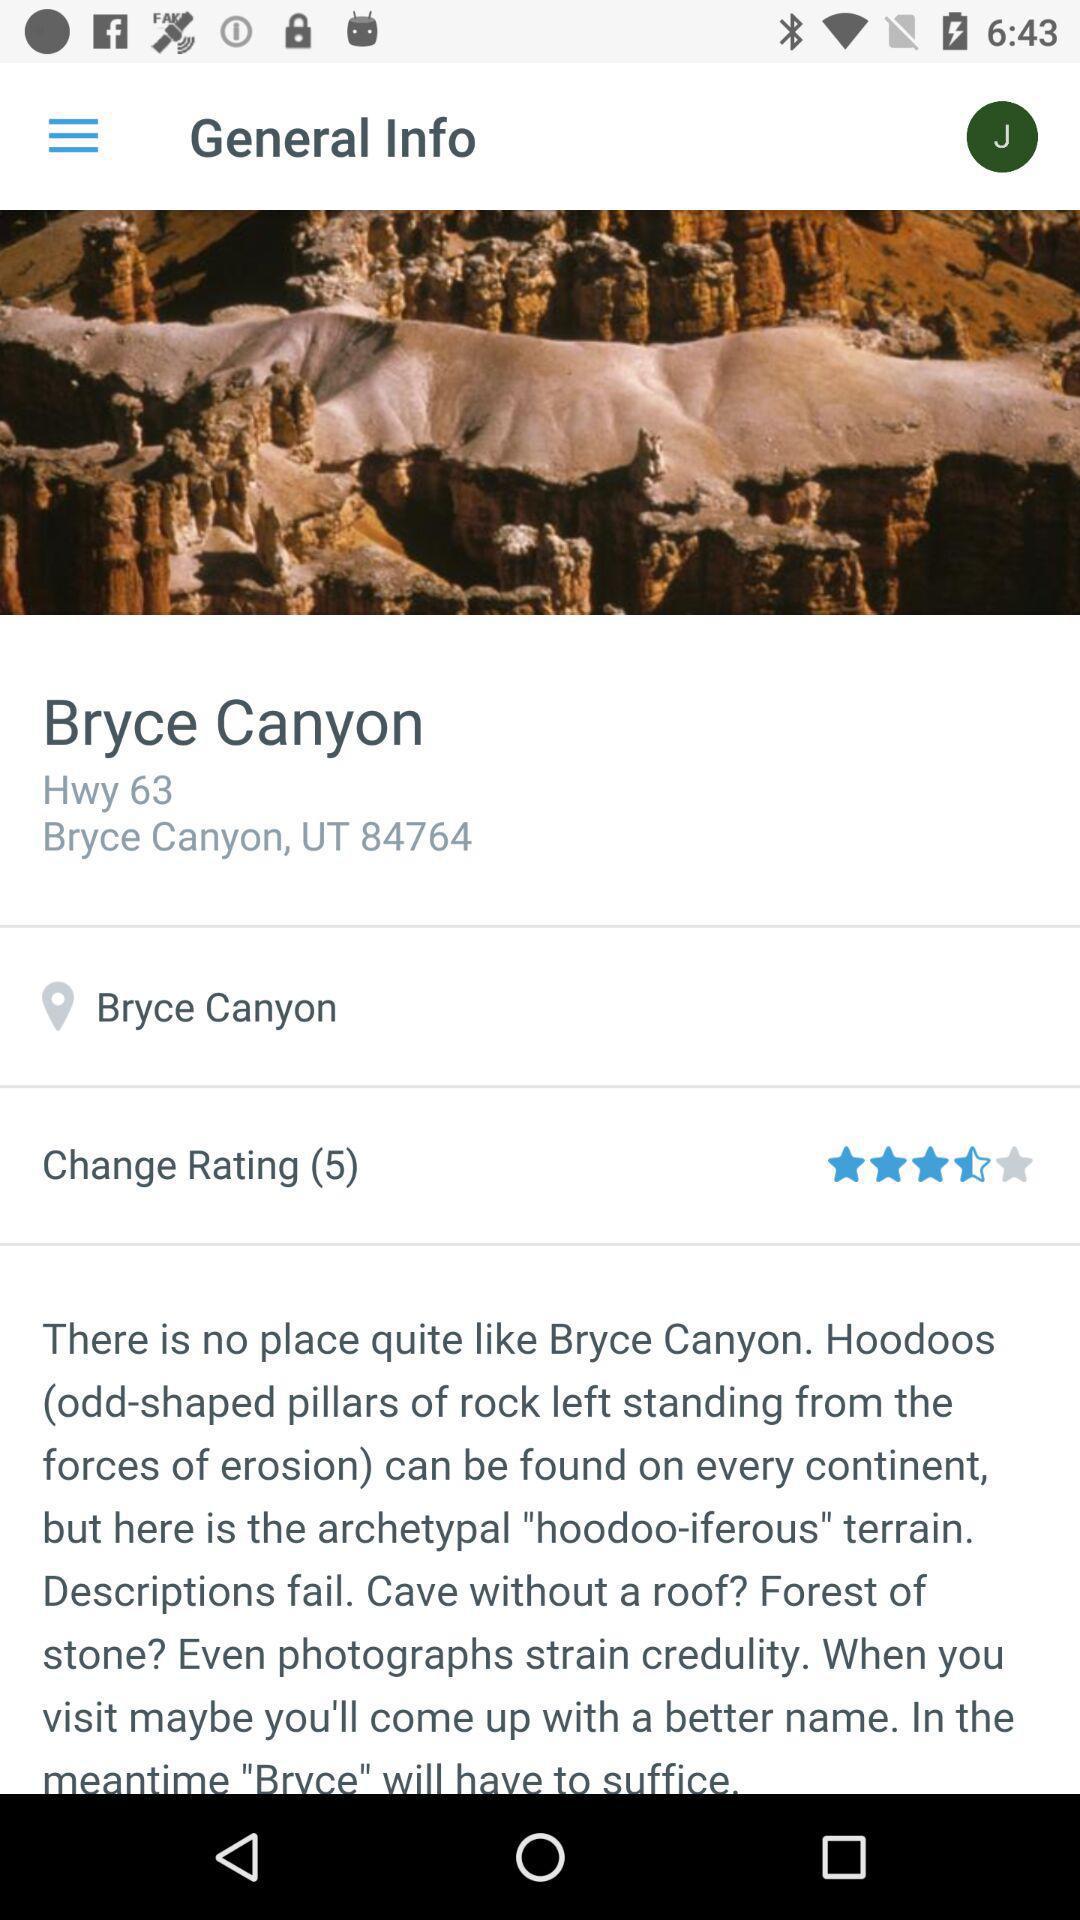 FAKE
6:43
General Info
J
Bryce Canyon
Hwy 63
Bryce Canyon, UT 84764
Bryce Canyon
Change Rating (5)
There is no place quite like Bryce Canyon. Hoodoos
(odd-shaped pillars of rock left standing from the
forces of erosion) can be found on every continent,
but here is the archetypal "hoodoo-iferous" terrain.
Descriptions fail. Cave without a roof? Forest of
stone? Even photographs strain credulity. When you
visit maybe you'll come up with a better name. In the
meantime "Bryce" will have to suffice.